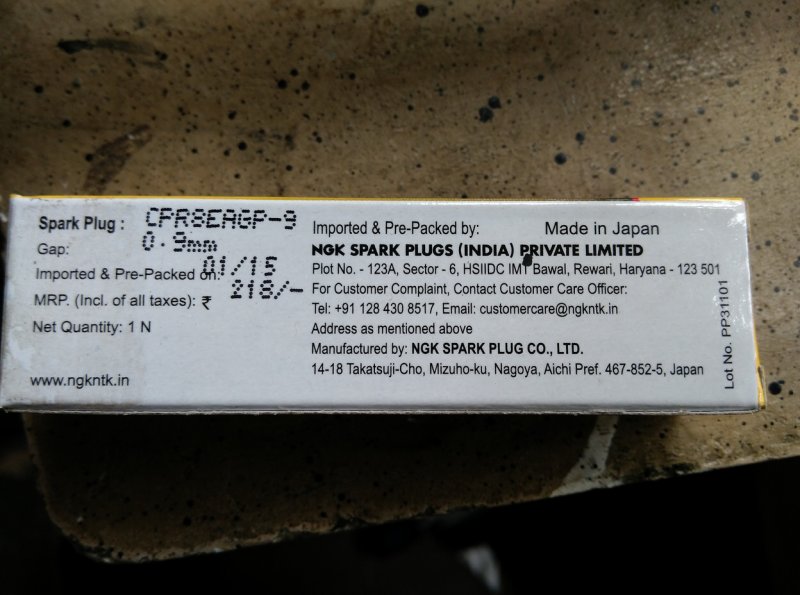 Spark Plug : CPR8EAGP-9
Gap: 0.9mm
Imported & Pre-Packed on: 01/15
MRP. (Incl. of all taxes): ₹ 218/-
Net Quantity: 1 N
www.ngkntk.in
Imported & Pre-Packed by: Made in Japan
NGK SPARK PLUGS (INDIA) PRIVATE LIMITED
Plot No. - 123A, Sector - 6, HSIIDC IMT Bawal, Rewari, Haryana - 123 501
For Customer Complaint, Contact Customer Care Officer:
Tel: +91 128 430 8517, Email: customercare@ngkntk.in
Address as mentioned above
Manufactured by: NGK SPARK PLUG CO., LTD.
14-18 Takatsuji-Cho, Mizuho-ku, Nagoya, Aichi Pref. 467-852-5, Japan
Lot No. PP31101